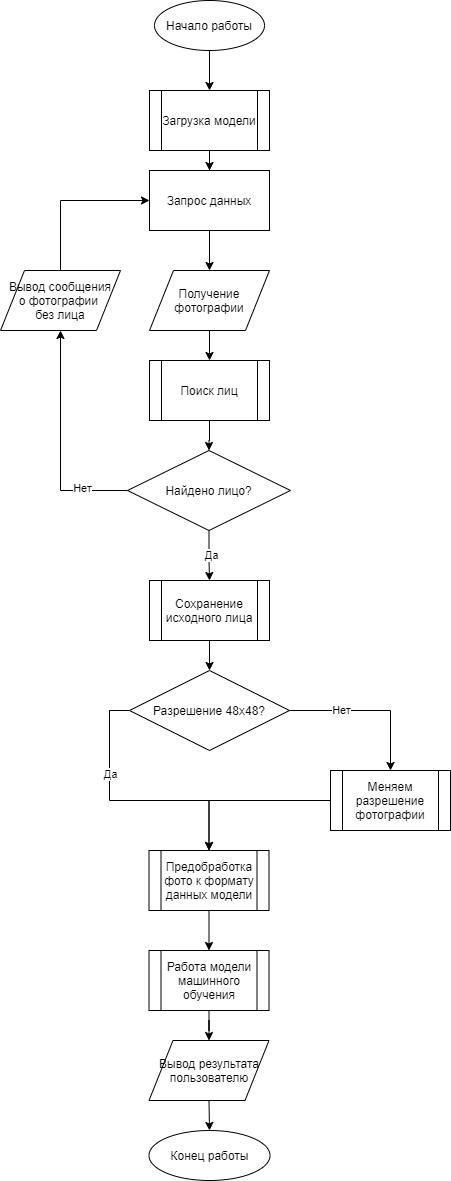 Начало работы
Загрузка модели
Запрос данных
Вывод сообщения
о фотографии
без лица
Получение
фотографии
Поиск лиц
Найдено лицо?
Нет
Да
Сохранение
исходного лица
Разрешение 48x48?
Нет
Да
Меняем
разрешение
фотографии
Предобработка
фото к формату
данных модели
Работа модели
машинного
обучения
Вывод результата
пользователю
Конец работы